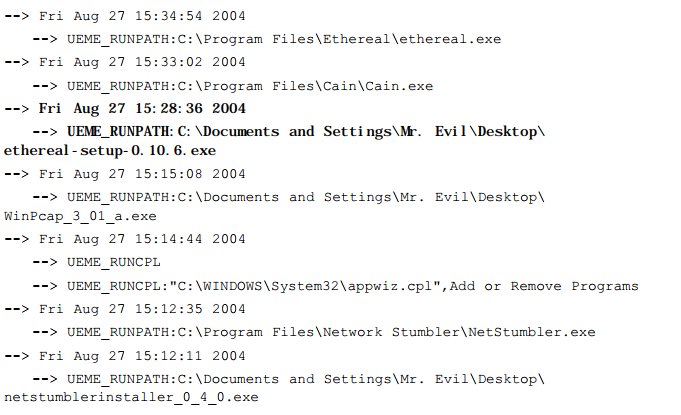 --> Fri Aug 27 15:34:54 2004
--> UEME_RUNPATH:C:\Program Files\Ethereal\ethereal.exe
--> Fri Aug 27 15:33:02 2004
--> UEME_RUNPATH:C:\Program Files\Cain\Cain.exe
--> Fri Aug 27 15:28:36 2004
--> UEME_RUNPATH:C:\Documents and Settings\Mr. Evil\Desktop\
ethereal-setup-0.10.6.exe
--> Fri Aug 27 15:15:08 2004
--> UEME_RUNPATH:C:\Documents and Settings\Mr. Evil\Desktop\
WinPcap_3_01_a.exe
--> Fri Aug 27 15:14:44 2004
--> UEME_RUNCPL
--> UEME_RUNCPL:"C:\WINDOWS\System32\appwiz.cpl",Add or Remove Programs
--> Fri Aug 27 15:12:35 2004
--> UEME_RUNPATH:C:\Program Files\Network Stumbler\NetStumbler.exe
--> Fri Aug 27 15:12:11 2004
--> UEME_RUNPATH:C:\Documents and Settings\Mr. Evil\Desktop\
netstumblerinstaller_0_4_0.exe